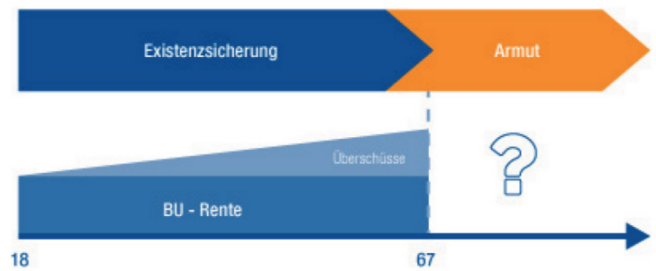 Existenzsicherung
Armut
Überschüsse
?
BU - Rente
18
67